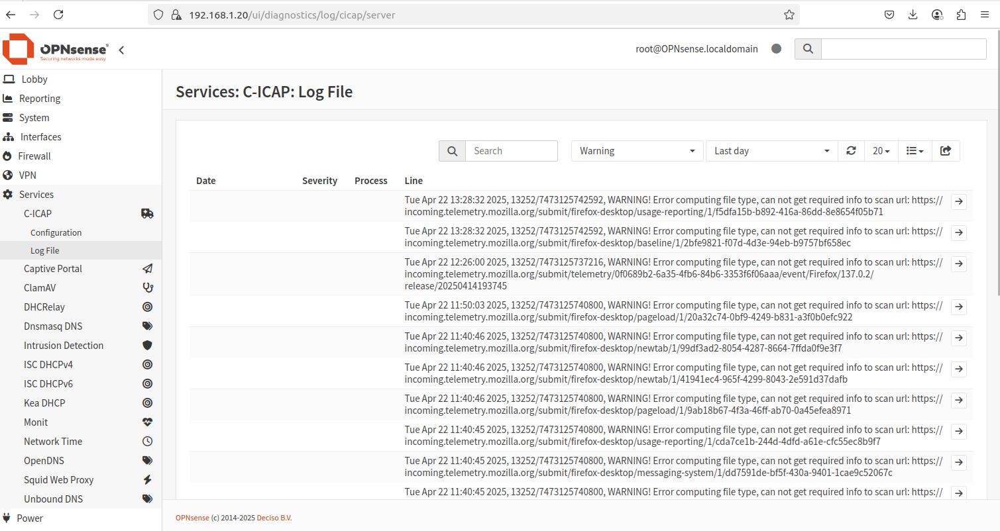 192.168.1.20/ui/diagnostics/log/cicap/server
OPNsense®
Securing networks made easy
root@OPNsense.localdomain
Lobby
Reporting
System
Interfaces
Firewall
VPN
Services
C-ICAP
Configuration
Log File
Captive Portal
ClamAV
DHCRelay
Dnsmasq DNS
Intrusion Detection
ISC DHCPv4
ISC DHCPv6
Kea DHCP
Monit
Network Time
OpenDNS
Squid Web Proxy
Unbound DNS
Power
Services: C-ICAP: Log File
Search
Warning
Last day
20
Date Severity Process Line
Tue Apr 22 13:28:32 2025, 13252/7473125742592, WARNING! Error computing file type, can not get required info to scan url: https://
incoming.telemetry.mozilla.org/submit/firefox-desktop/usage-reporting/1/f5dfa15b-b892-416a-86dd-8e8654f05b71
Tue Apr 22 13:28:32 2025, 13252/7473125742592, WARNING! Error computing file type, can not get required info to scan url: https://
incoming.telemetry.mozilla.org/submit/firefox-desktop/baseline/1/2bfe9821-f07d-4d3e-94eb-b9757bf658ec
Tue Apr 22 12:26:00 2025, 13252/7473125737216, WARNING! Error computing file type, can not get required info to scan url: https://
incoming.telemetry.mozilla.org/submit/telemetry/0f0689b2-6a35-4fb6-84b6-3353f6f06aaa/event/Firefox/137.0.2/
release/20250414193745
Tue Apr 22 11:50:03 2025, 13252/7473125740800, WARNING! Error computing file type, can not get required info to scan url: https://
incoming.telemetry.mozilla.org/submit/firefox-desktop/pageload/1/20a32c74-0bf9-4249-b831-a3f0b0efc922
Tue Apr 22 11:40:46 2025, 13252/7473125740800, WARNING! Error computing file type, can not get required info to scan url: https://
incoming.telemetry.mozilla.org/submit/firefox-desktop/newtab/1/99df3ad2-8054-4287-8664-7ffda0f9e3f7
Tue Apr 22 11:40:46 2025, 13252/7473125740800, WARNING! Error computing file type, can not get required info to scan url: https://
incoming.telemetry.mozilla.org/submit/firefox-desktop/newtab/1/41941ec4-965f-4299-8043-2e591d37dafb
Tue Apr 22 11:40:46 2025, 13252/7473125740800, WARNING! Error computing file type, can not get required info to scan url: https://
incoming.telemetry.mozilla.org/submit/firefox-desktop/pageload/1/9ab18b67-4f3a-46ff-ab70-0a45efea8971
Tue Apr 22 11:40:45 2025, 13252/7473125740800, WARNING! Error computing file type, can not get required info to scan url: https://
incoming.telemetry.mozilla.org/submit/firefox-desktop/usage-reporting/1/cda7ce1b-244d-4dfd-a61e-cfc55ec8b9f7
Tue Apr 22 11:40:45 2025, 13252/7473125740800, WARNING! Error computing file type, can not get required info to scan url: https://
incoming.telemetry.mozilla.org/submit/firefox-desktop/messaging-system/1/dd7591de-bf5f-430a-9401-1cae9c52067c
Tue Apr 22 11:40:45 2025, 13252/7473125740800, WARNING! Error computing file type, can not get required info to scan url: https://
OPNsense (c) 2014-2025 Deciso B.V.